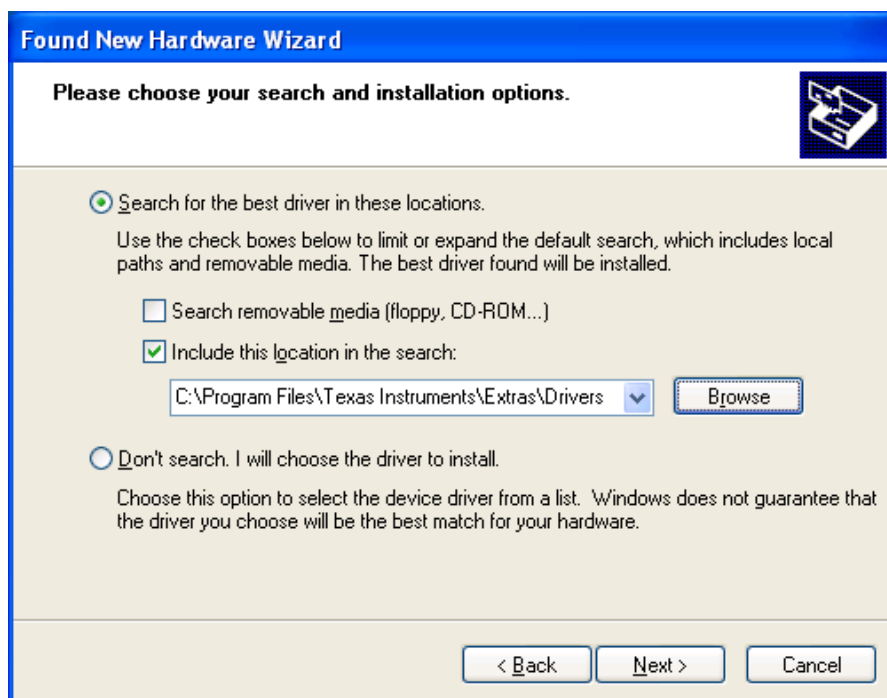 Found New Hardware Wizard
Please choose your search and installation options.
Search for the best driver in these locations.
Use the check boxes below to limit or expand the default search, which includes local
paths and removable media. The best driver found will be installed.
Search removable media (floppy, CD-ROM...)
Include this location in the search:
C:\Program Files\Texas Instruments\Extras\Drivers
Browse
Don't search. I will choose the driver to install.
Choose this option to select the device driver from a list.  Windows does not guarantee that
the driver you choose will be the best match for your hardware.
< Back
Next >
Cancel